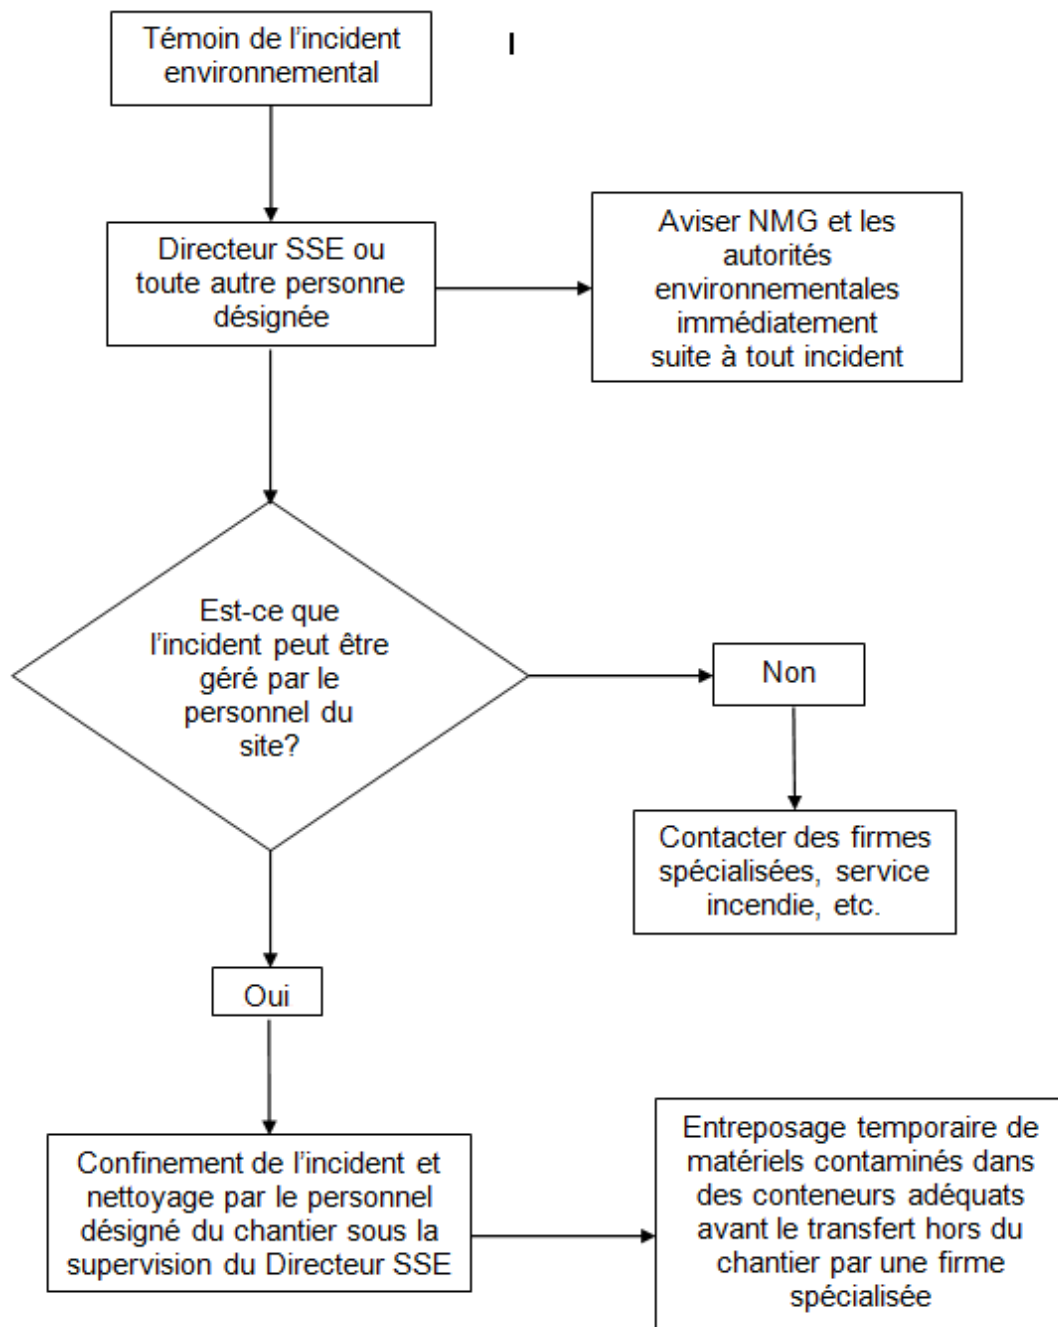 Témoin de l’incident
environnemental
I
Directeur SSE ou
toute autre personne
désignée
Aviser NMG et les
autorités
environnementales
immédiatement
suite à tout incident
Est-ce que
l’incident peut être
géré par le
personnel du
site?
Non
Contacter des firmes
spécialisées, service
incendie, etc.
Oui
Confinement de l’incident et
nettoyage par le personnel
désigné du chantier sous la
supervision du Directeur SSE
Entreposage temporaire de
matériels contaminés dans
des conteneurs adéquats
avant le transfert hors du
chantier par une firme
spécialisée